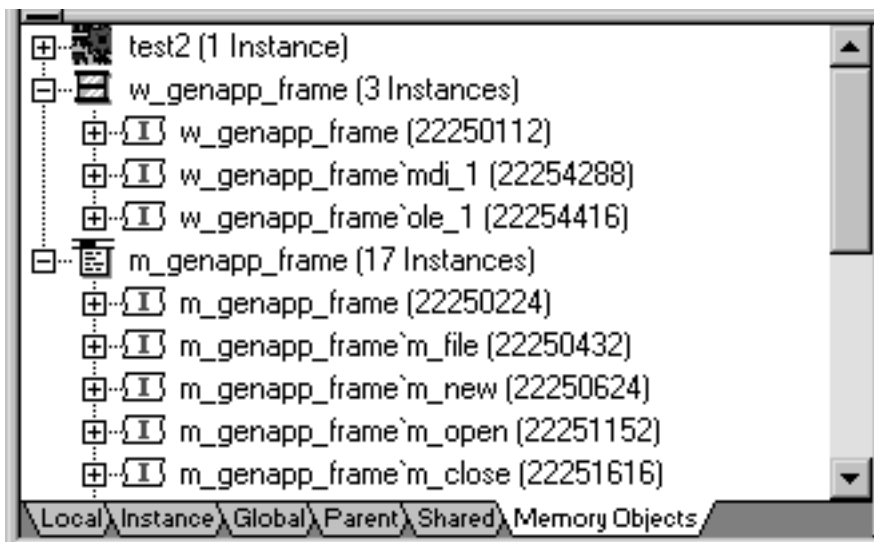 test2 (1 Instance)
w_genapp_frame (3 Instances)
w_genapp_frame (22250112)
w_genapp_frame`mdi_1 (22254288)
w_genapp_frame`ole_1 (22254416)
m_genapp_frame (17 Instances)
m_genapp_frame (22250224)
m_genapp_frame`m_file (22250432)
m_genapp_frame`m_new (22250624)
m_genapp_frame`m_open (22251152)
m_genapp_frame`m_close (22251616)
Local Instance Global Parent Shared Memory Objects